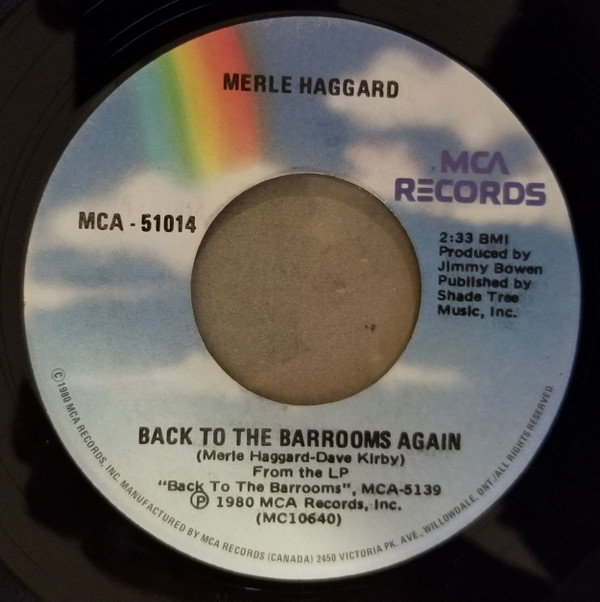 MERLE HAGGARD
MCA
RECORDS
MCA - 51014
2:33 BMI
Produced by
Jimmy Bowen
Published by
Shade Tree
Music, Inc.
BACK TO THE BARROOMS AGAIN
(Merle Haggard-Dave Kirby)
From the LP
"Back To The Barrooms", MCA-5139
Ⓟ 1980 MCA Records, Inc.
(MC10640)
© 1980 MCA RECORDS, INC. MANUFACTURED BY MCA RECORDS (CANADA) 2450 VICTORIA PK. AVE., WILLOWDALE, ONT./ALL RIGHTS RESERVED.